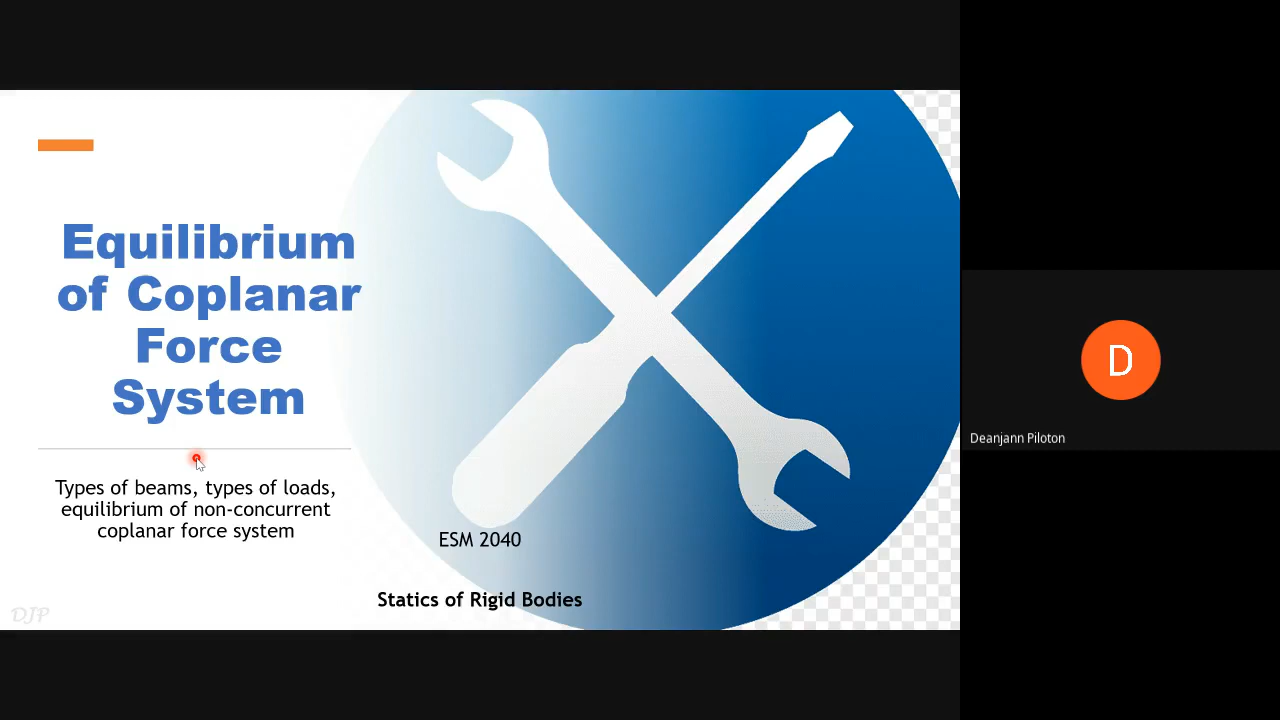 Equilibrium
of Coplanar
Force
System
Types of beams, types of loads,
equilibrium of non-concurrent
coplanar force system
ESM 2040
Statics of Rigid Bodies
DJP
D
Deanjann Piloton